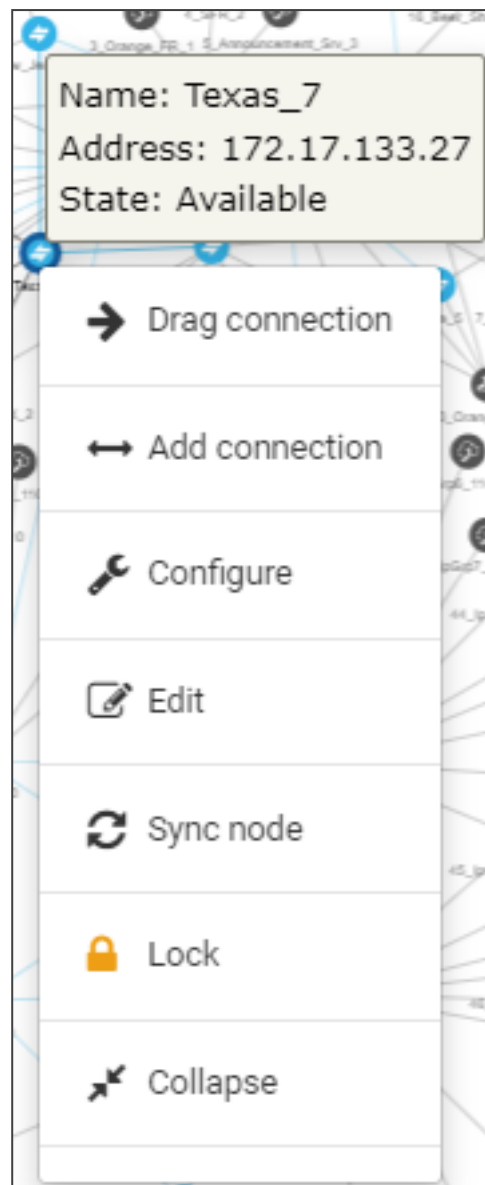 3_Orange_RR_1
5_Announcement_Srv_3
Name: Texas_7
Address: 172.17.133.27
State: Available
Drag connection
Add connection
Configure
Edit
Sync node
Lock
Collapse